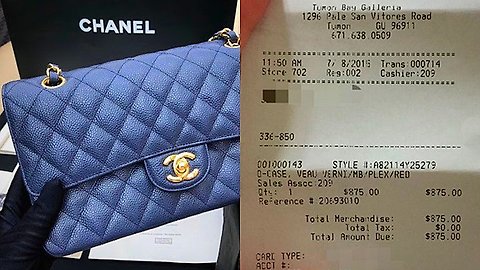 CHANEL
Tumon Bay Galleria
1296 Pale San Vitores Road
Tumon GU 96911
671.638.0509
11:50 AM 7/ 8/2015 Trans:000714
Store 702 Reg:002 Cashier:209
336-850
001000143 STYLE #:A82114Y25279
O-CASE, VEAU VERNI/MB/PLEX/RED
Sales Assoc:209
Qty: 1 $875.00 $875.00
Reference # 20693010
Total Merchandise: $875.00
Total Tax: $0.00
Total Amount Due: $875.00
CARD TYPE:
ACCT #: